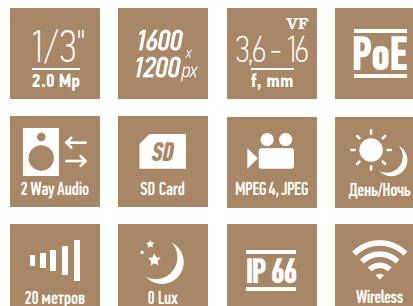 1/3"
2.0 Mp
1600 x
1200 px
VF
3,6-16
f, mm
PoE
2 Way Audio
SD
SD Card
MPEG 4, JPEG
День/Ночь
20 метров
0 Lux
IP 66
Wireless